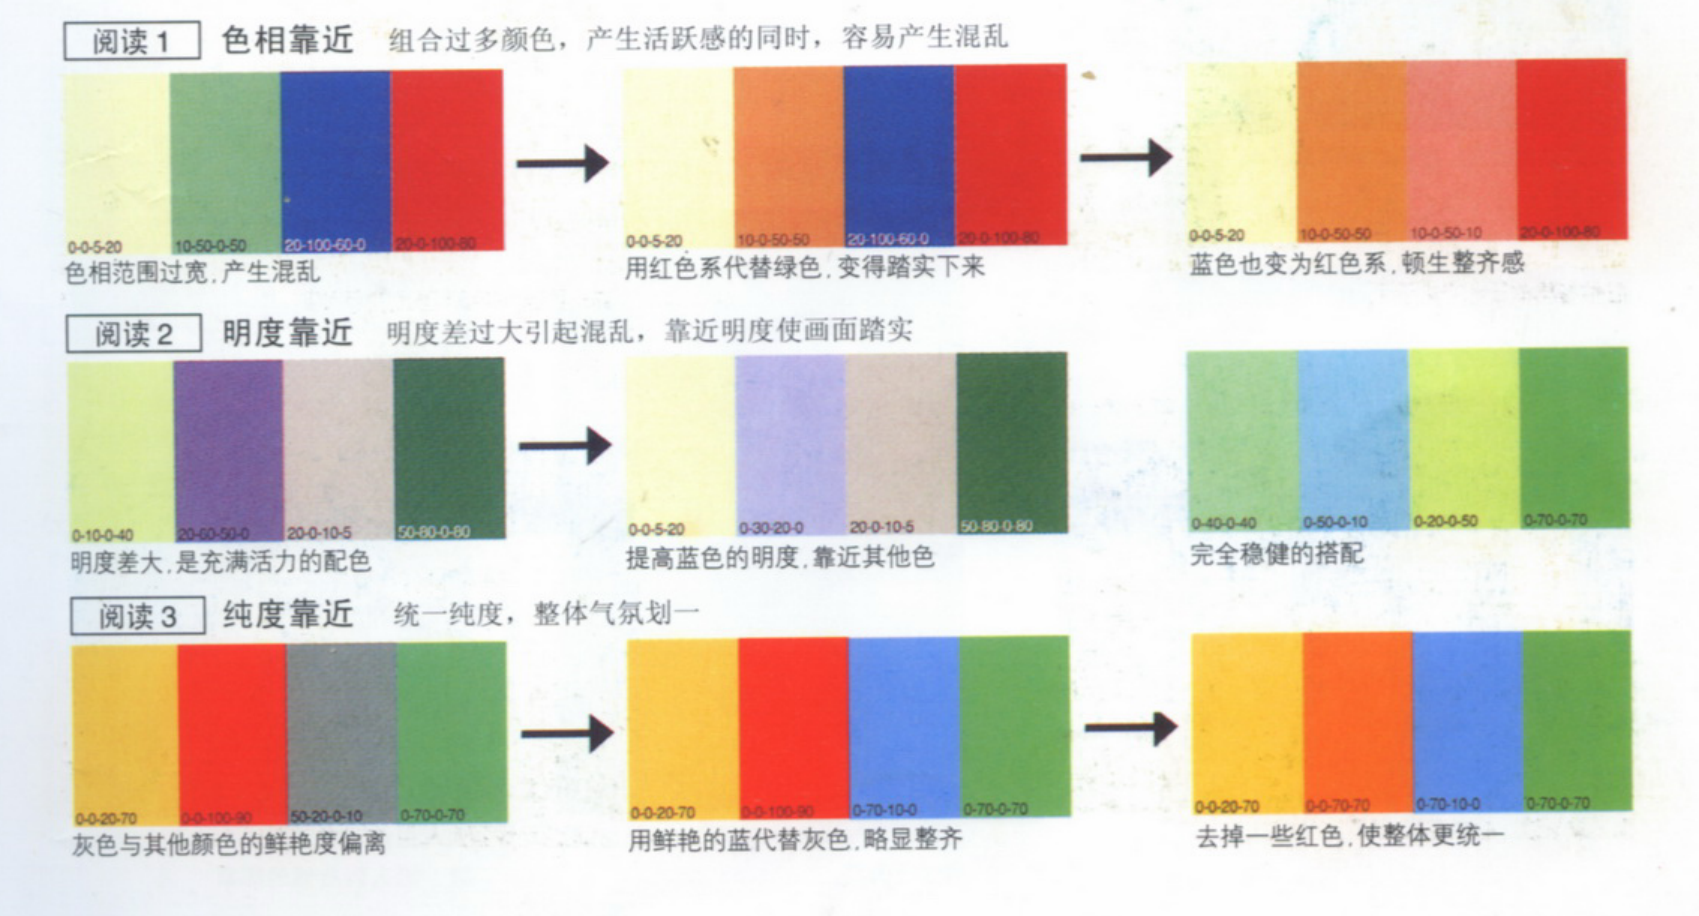 阅读1 色相靠近 组合过多颜色，产生活跃感的同时，容易产生混乱
0-0-5-20 10-50-0-50 20-100-60-0 20-0-100-80
0-0-5-20 10-0-50-50 20-100-60-0 20-0-100-80
0-0-5-20 10-0-50-50 10-0-50-10 20-0-100-80
色相范围过宽,产生混乱
用红色系代替绿色,变得踏实下来
蓝色也变为红色系,顿生整齐感
阅读2 明度靠近 明度差过大引起混乱，靠近明度使画面踏实
0-10-0-40 20-60-50-0 20-0-10-5 50-80-0-80
0-0-5-20 0-30-20-0 20-0-10-5 50-80-0-80
0-40-0-40 0-50-0-10 0-20-0-50 0-70-0-70
明度差大,是充满活力的配色
提高蓝色的明度,靠近其他色
完全稳健的搭配
阅读3 纯度靠近 统一纯度，整体气氛划一
0-0-20-70 0-0-100-90 50-20-0-10 0-70-0-70
0-0-20-70 0-0-100-90 0-70-10-0 0-70-0-70
0-0-20-70 0-0-70-70 0-70-10-0 0-70-0-70
灰色与其他颜色的鲜艳度偏离
用鲜艳的蓝代替灰色,略显整齐
去掉一些红色,使整体更统一